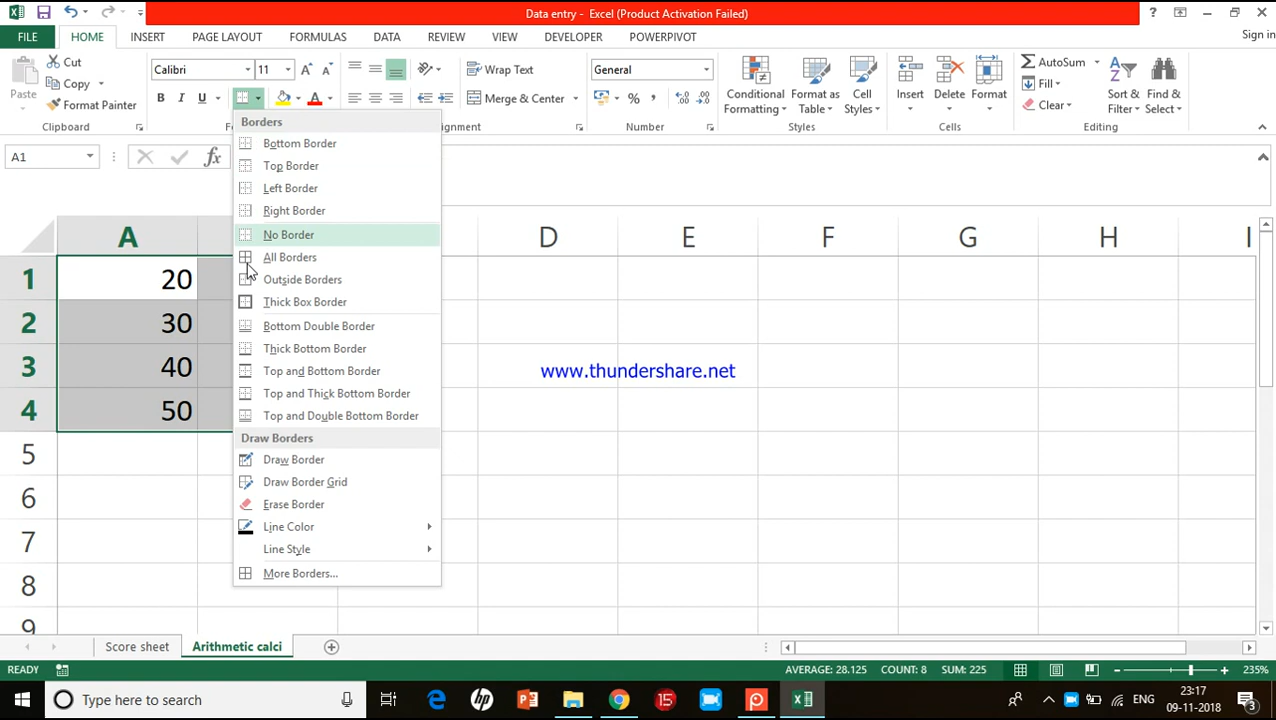 Data entry - Excel (Product Activation Failed)
FILE HOME INSERT PAGE LAYOUT FORMULAS DATA REVIEW VIEW DEVELOPER POWERPIVOT Sign in
Paste
Cut
Copy
Format Painter
Clipboard
Calibri 11
B I U A
Wrap Text
Merge & Center
General
% ,
Conditional Formatting
Format as Table
Cell Styles
Styles
Insert Delete Format
Cells
AutoSum
Fill
Clear
Sort & Filter
Find & Select
Editing
A1
fx
Borders
Bottom Border
Top Border
Left Border
Right Border
No Border
All Borders
Outside Borders
Thick Box Border
Bottom Double Border
Thick Bottom Border
Top and Bottom Border
Top and Thick Bottom Border
Top and Double Bottom Border
Draw Borders
Draw Border
Draw Border Grid
Erase Border
Line Color
Line Style
More Borders...
A D E F G H I
1 20
2 30
3 40
4 50
5
6
7
8
9
www.thundershare.net
Score sheet Arithmetic calci
READY AVERAGE: 28.125 COUNT: 8 SUM: 225 235%
Type here to search
15
ENG
23:17
09-11-2018
3